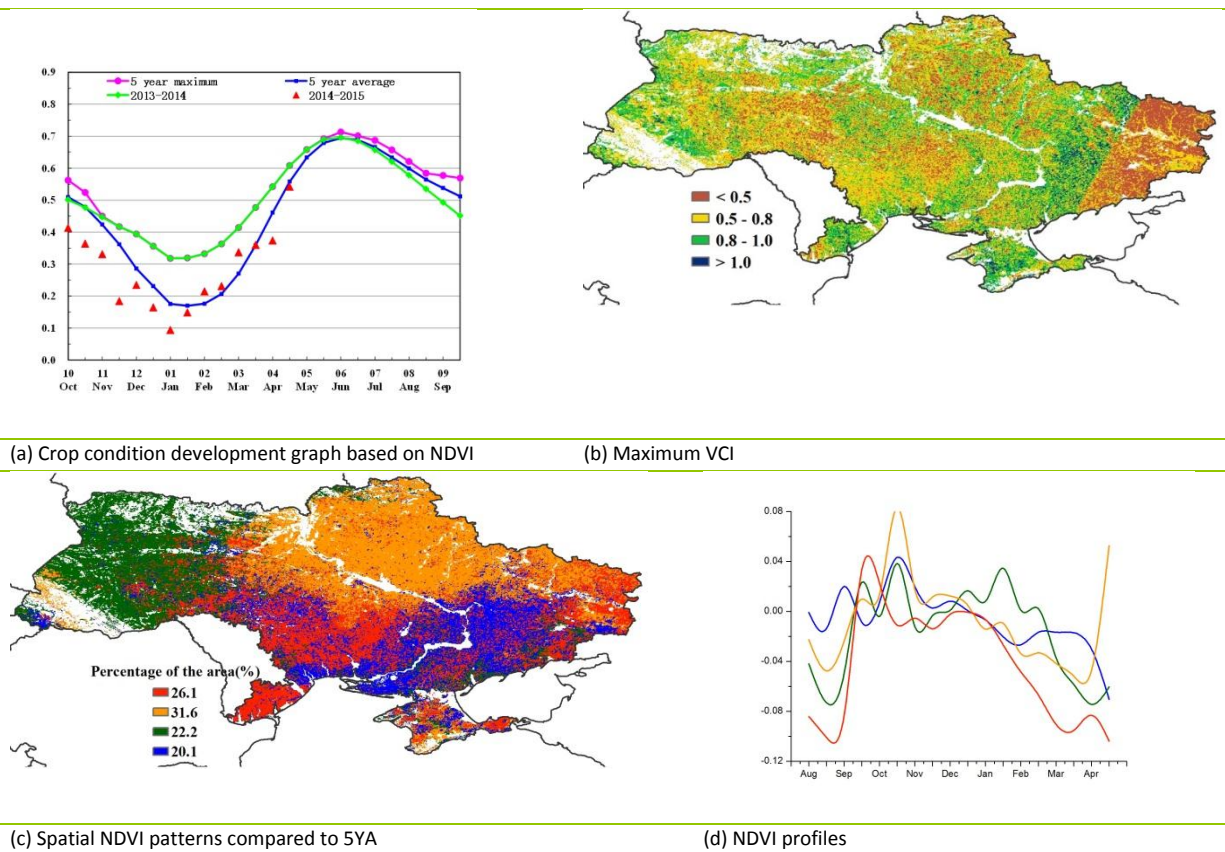 5 year maximum
5 year average
2013-2014
2014-2015
0.9
0.8
0.7
0.6
0.5
0.4
0.3
0.2
0.1
0.0
10 11 12 01 02 03 04 05 06 07 08 09
Oct Nov Dec Jan Feb Mar Apr May Jun Jul Aug Sep
< 0.5
0.5 - 0.8
0.8 - 1.0
> 1.0
(a) Crop condition development graph based on NDVI
(b) Maximum VCI
Percentage of the area(%)
26.1
31.6
22.2
20.1
0.08
0.04
0.00
-0.04
-0.08
-0.12
Aug Sep Oct Nov Dec Jan Feb Mar Apr
(c) Spatial NDVI patterns compared to 5YA
(d) NDVI profiles